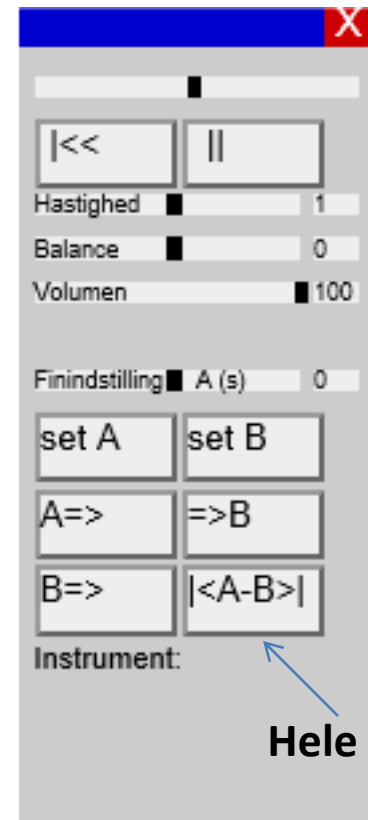 X
|<< ||
Hastighed 1
Balance 0
Volumen 100
Finindstilling A (s) 0
set A set B
A=> =>B
B=> |<A-B>|
Instrument:
Hele